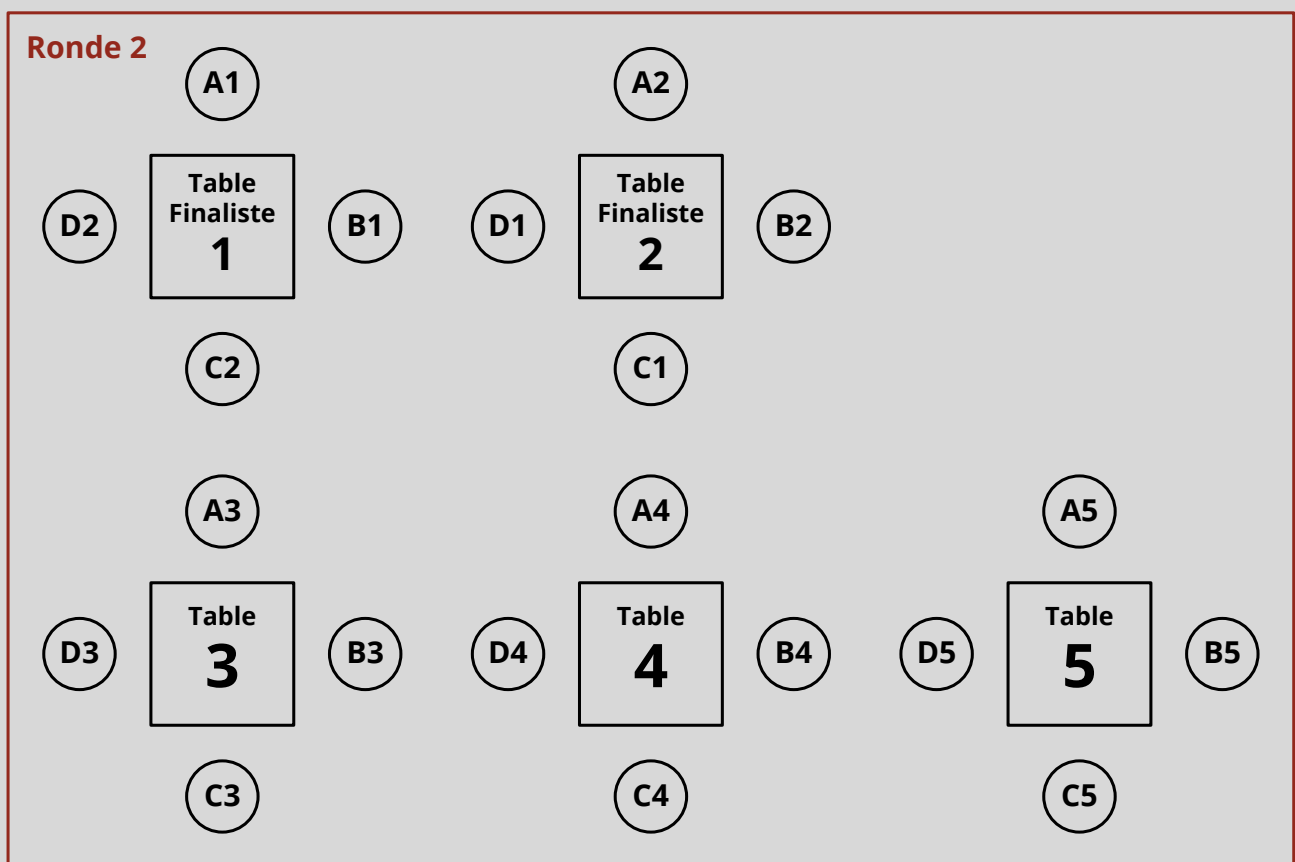 Ronde 2
A1
A2
Table
Finaliste
1
Table
Finaliste
2
D2
B1
D1
B2
C2
C1
A3
A4
A5
Table
3
Table
4
Table
5
D3
B3
D4
B4
D5
B5
C3
C4
C5